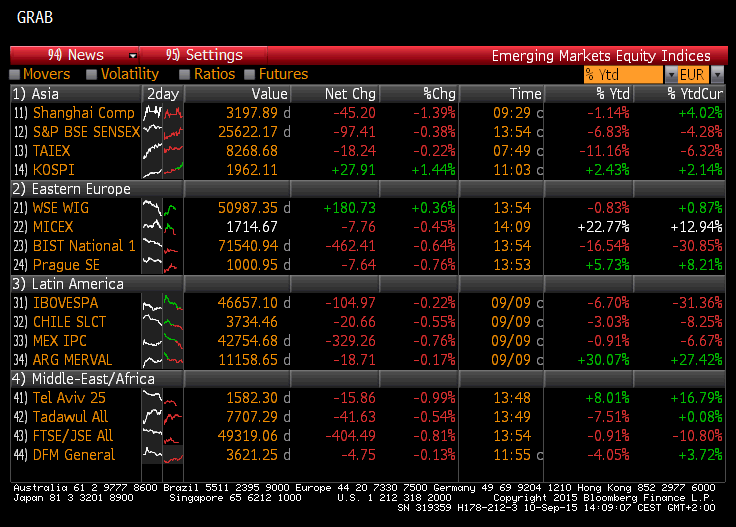 GRAB
94) News 95) Settings Emerging Markets Equity Indices
Movers Volatility Ratios Futures % Ytd EUR
1) Asia 2day Value Net Chg %Chg Time % Ytd % YtdCur
11) Shanghai Comp 3197.89 d -45.20 -1.39% 09:29 c -1.14% +4.02%
12) S&P BSE SENSEX 25622.17 d -97.41 -0.38% 13:54 c -6.83% -4.28%
13) TAIEX 8268.68 -18.24 -0.22% 07:49 c -11.16% -6.32%
14) KOSPI 1962.11 +27.91 +1.44% 11:03 c +2.43% +2.14%
2) Eastern Europe
21) WSE WIG 50987.35 d +180.73 +0.36% 13:54 -0.83% +0.87%
22) MICEX 1714.67 -7.76 -0.45% 14:09 +22.77% +12.94%
23) BIST National 1 71540.94 d -462.41 -0.64% 13:54 -16.54% -30.85%
24) Prague SE 1000.95 d -7.64 -0.76% 13:53 +5.73% +8.21%
3) Latin America
31) IBOVESPA 46657.10 d -104.97 -0.22% 09/09 c -6.70% -31.36%
32) CHILE SLCT 3734.46 -20.66 -0.55% 09/09 c -3.03% -8.25%
33) MEX IPC 42754.68 d -329.26 -0.76% 09/09 c -0.91% -6.67%
34) ARG MERVAL 11158.65 d -18.71 -0.17% 09/09 c +30.07% +27.42%
4) Middle-East/Africa
41) Tel Aviv 25 1582.30 d -15.86 -0.99% 13:48 +8.01% +16.79%
42) Tadawul All 7707.29 d -41.63 -0.54% 13:49 -7.51% +0.08%
43) FTSE/JSE All 49319.06 d -404.49 -0.81% 13:54 -0.91% -10.80%
44) DFM General 3621.25 d -4.75 -0.13% 11:55 c -4.05% +3.72%
Australia 61 2 9777 8600 Brazil 5511 2395 9000 Europe 44 20 7330 7500 Germany 49 69 9204 1210 Hong Kong 852 2977 6000
Japan 81 3 3201 8900 Singapore 65 6212 1000 U.S. 1 212 318 2000 Copyright 2015 Bloomberg Finance L.P.
SN 319359 H178-212-3 10-Sep-15 14:09:07 CEST GMT+2:00